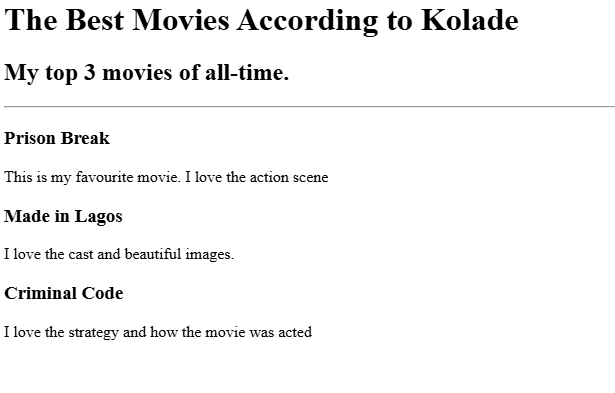 The Best Movies According to Kolade
My top 3 movies of all-time.
Prison Break
This is my favourite movie. I love the action scene
Made in Lagos
I love the cast and beautiful images.
Criminal Code
I love the strategy and how the movie was acted